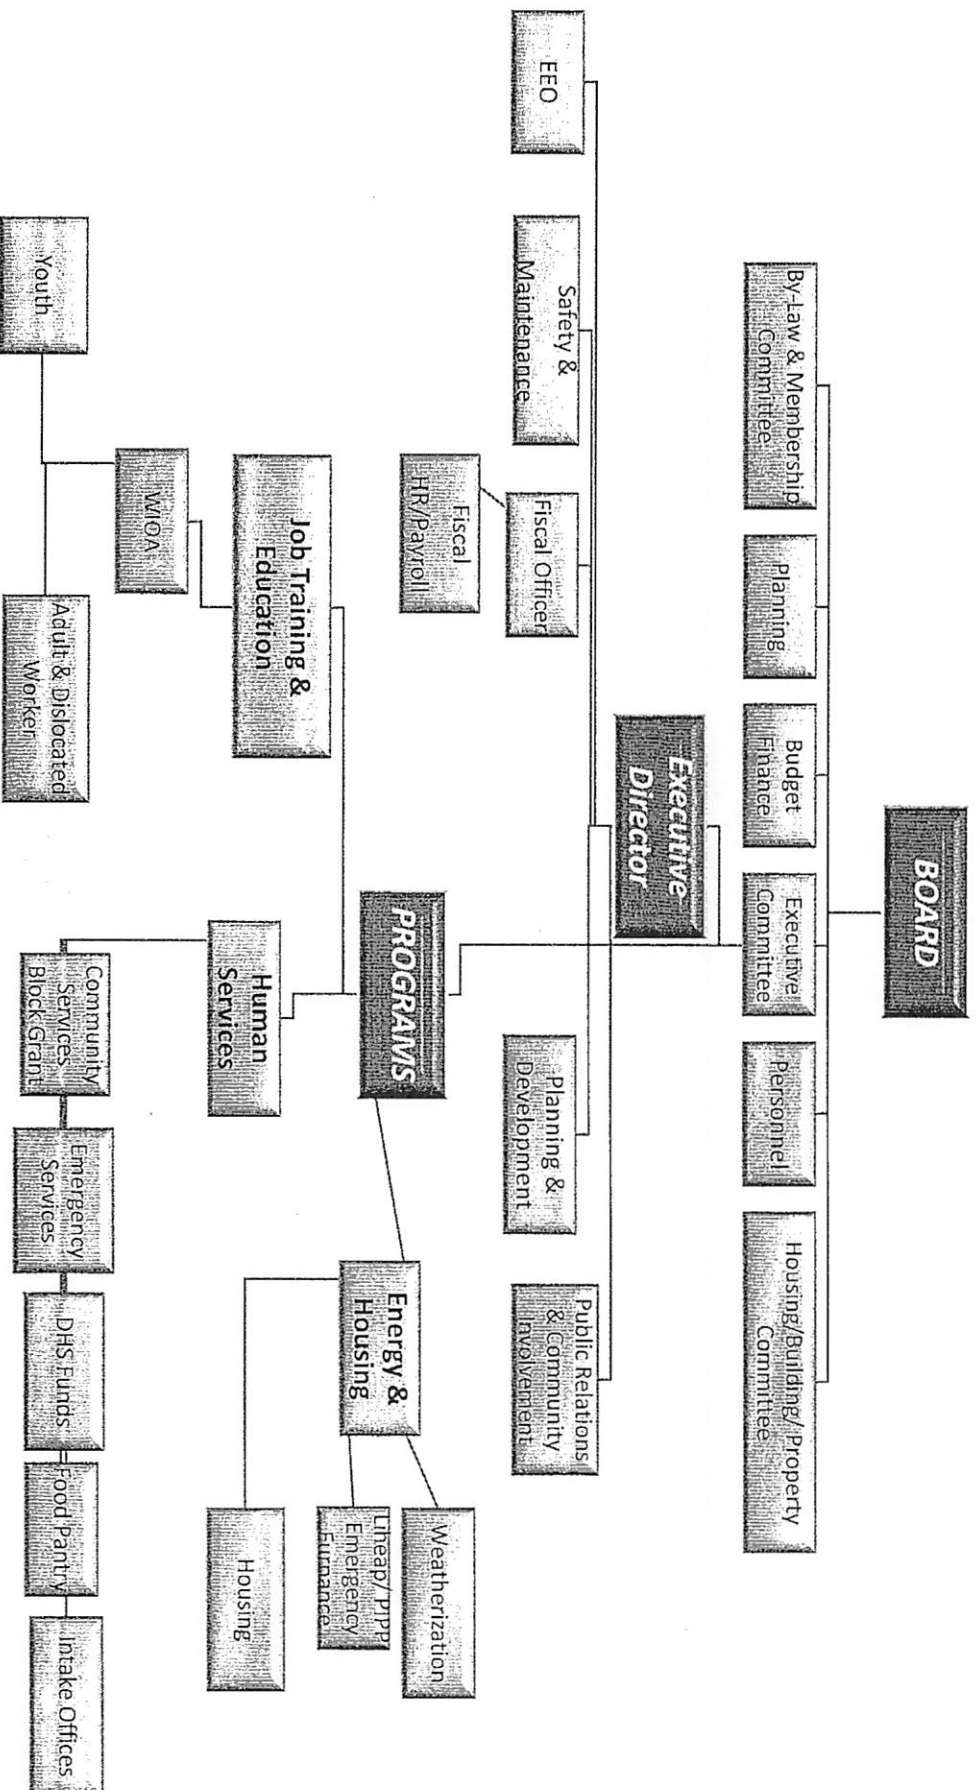 BOARD
By-Law & Membership
Committee
Planning
Budget
Finance
Executive
Committee
Personnel
Housing/Building/ Property
Committee
Executive
Director
EEO
Safety &
Maintenance
Fiscal Officer
Fiscal
HR/Payroll
Planning &
Development
Public Relations
& Community
Involvement
PROGRAMS
Job Training &
Education
WIOA
Youth
Adult & Dislocated
Worker
Human
Services
Community
Services
Block Grant
Emergency
Services
DHS Funds
Food Pantry
Intake Offices
Energy &
Housing
Weatherization
Liheap/ PIPP
Emergency
Furnance
Housing